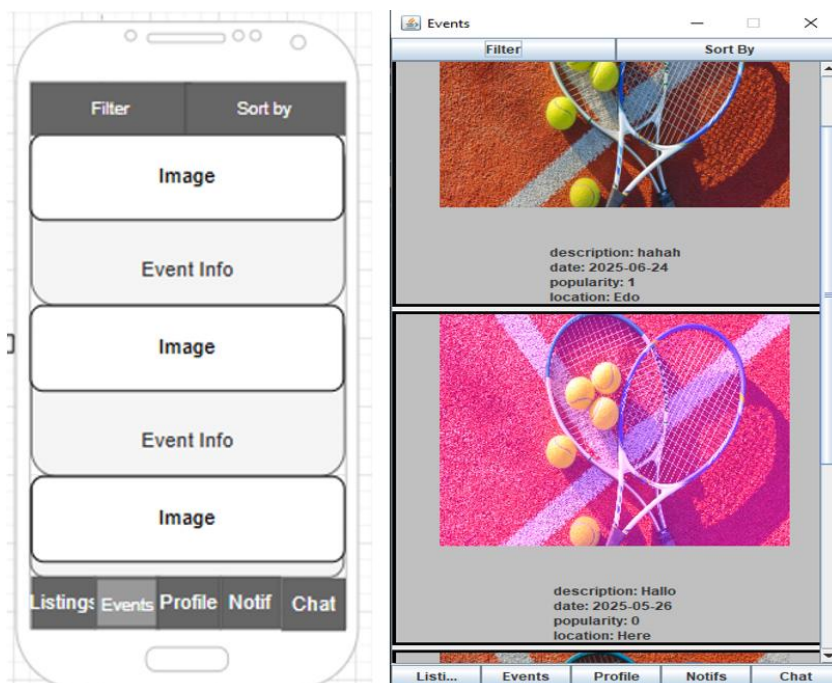 Filter
Sort by
Image
Event Info
Image
Event Info
Image
Listings
Events
Profile
Notif
Chat
Events
Filter
Sort By
description: hahah
date: 2025-06-24
popularity: 1
location: Edo
description: Hallo
date: 2025-05-26
popularity: 0
location: Here
Listi...
Events
Profile
Notifs
Chat